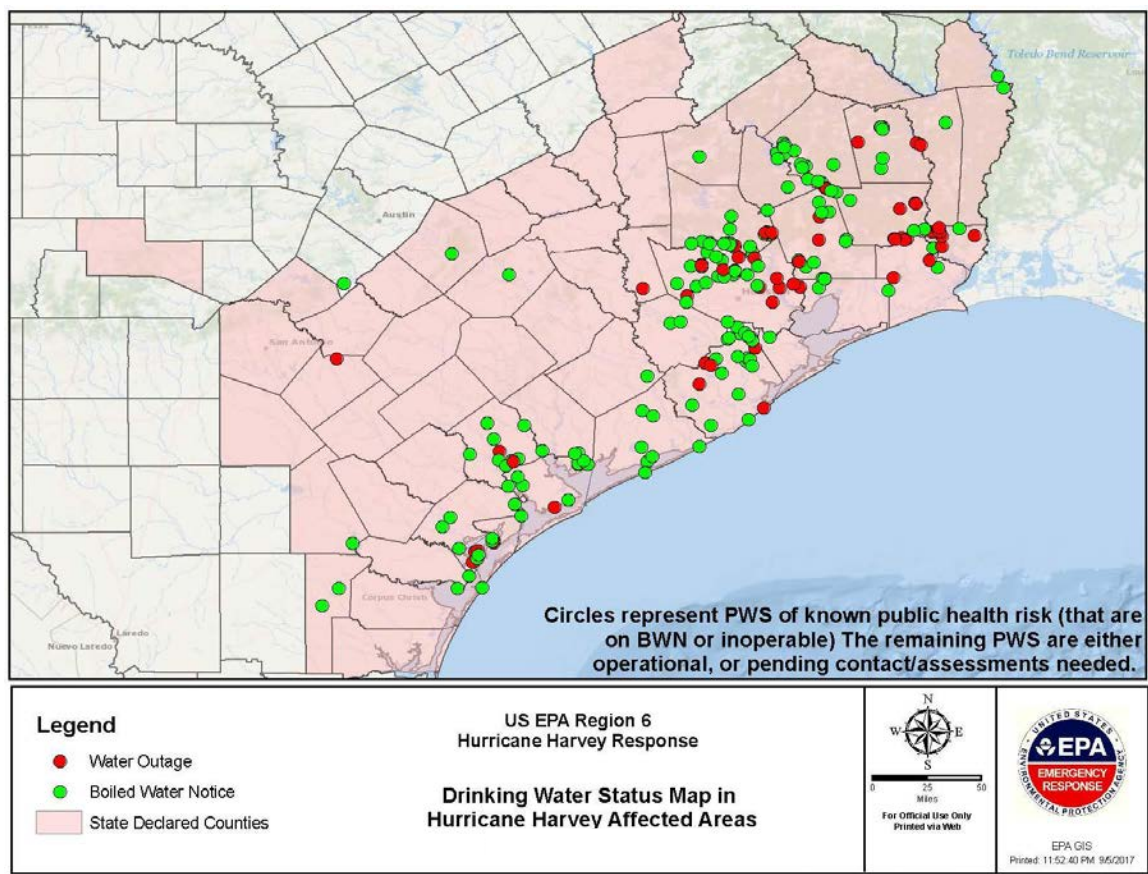 Toledo Bend Reservoir
Austin
San Antonio
Corpus Christi
Laredo
Nuevo Laredo
Circles represent PWS of known public health risk (that are
on BWN or inoperable) The remaining PWS are either
operational, or pending contact/assessments needed.
Legend
Water Outage
Boiled Water Notice
State Declared Counties
US EPA Region 6
Hurricane Harvey Response
Drinking Water Status Map in
Hurricane Harvey Affected Areas
N
W E
S
0 25 50
Miles
For Official Use Only
Printed via Web
UNITED STATES
EPA
EMERGENCY
RESPONSE
ENVIRONMENTAL PROTECTION AGENCY
EPA GIS
Printed: 11:52:40 PM 9/5/2017